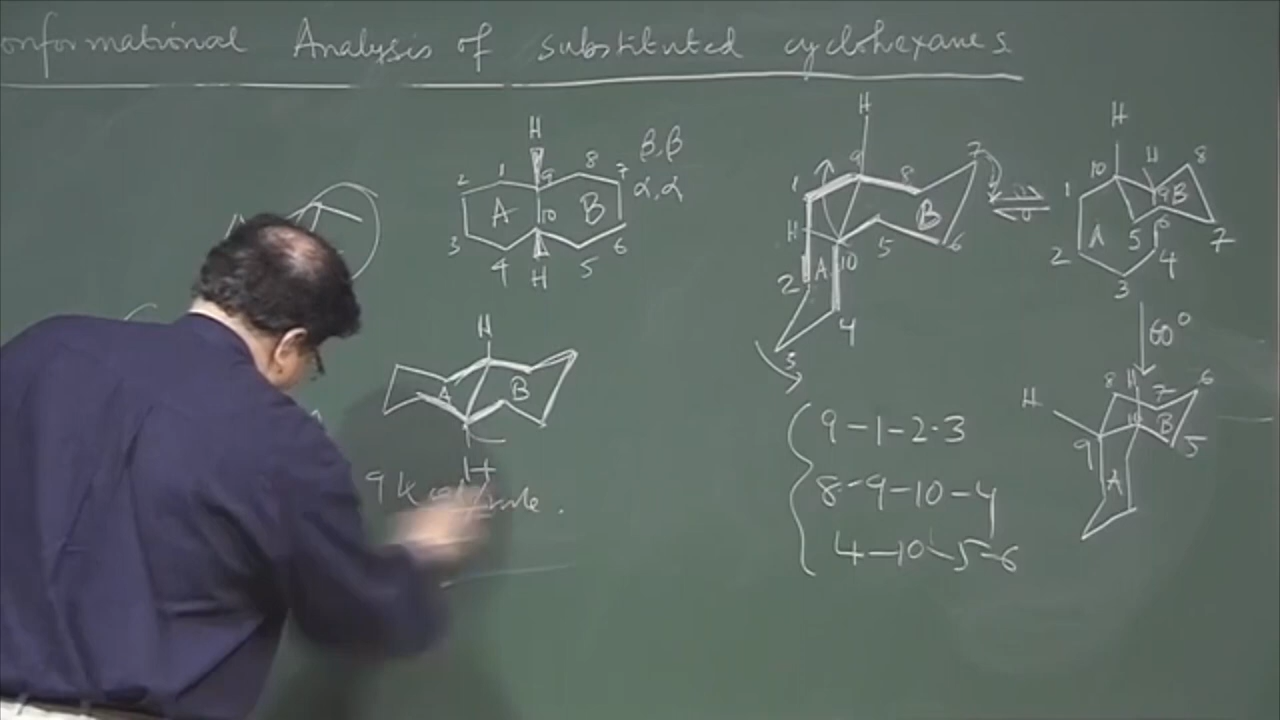 onformational Analysis of substituted cyclohexanes
H
β,β
α,α
1 2 3 4 5 6 7 8 9 10
A B
H
H
A B
H
9 k cal/mole.
H
9 1 8 7
H B
10 5 6
2 A
4
3
H
10 H 8
1 9 B
A 5 6 7
2 4
3
60°
H 8 H 7 6
9 10 B 5
A
9-1-2-3
8-9-10-4
4-10-5-6